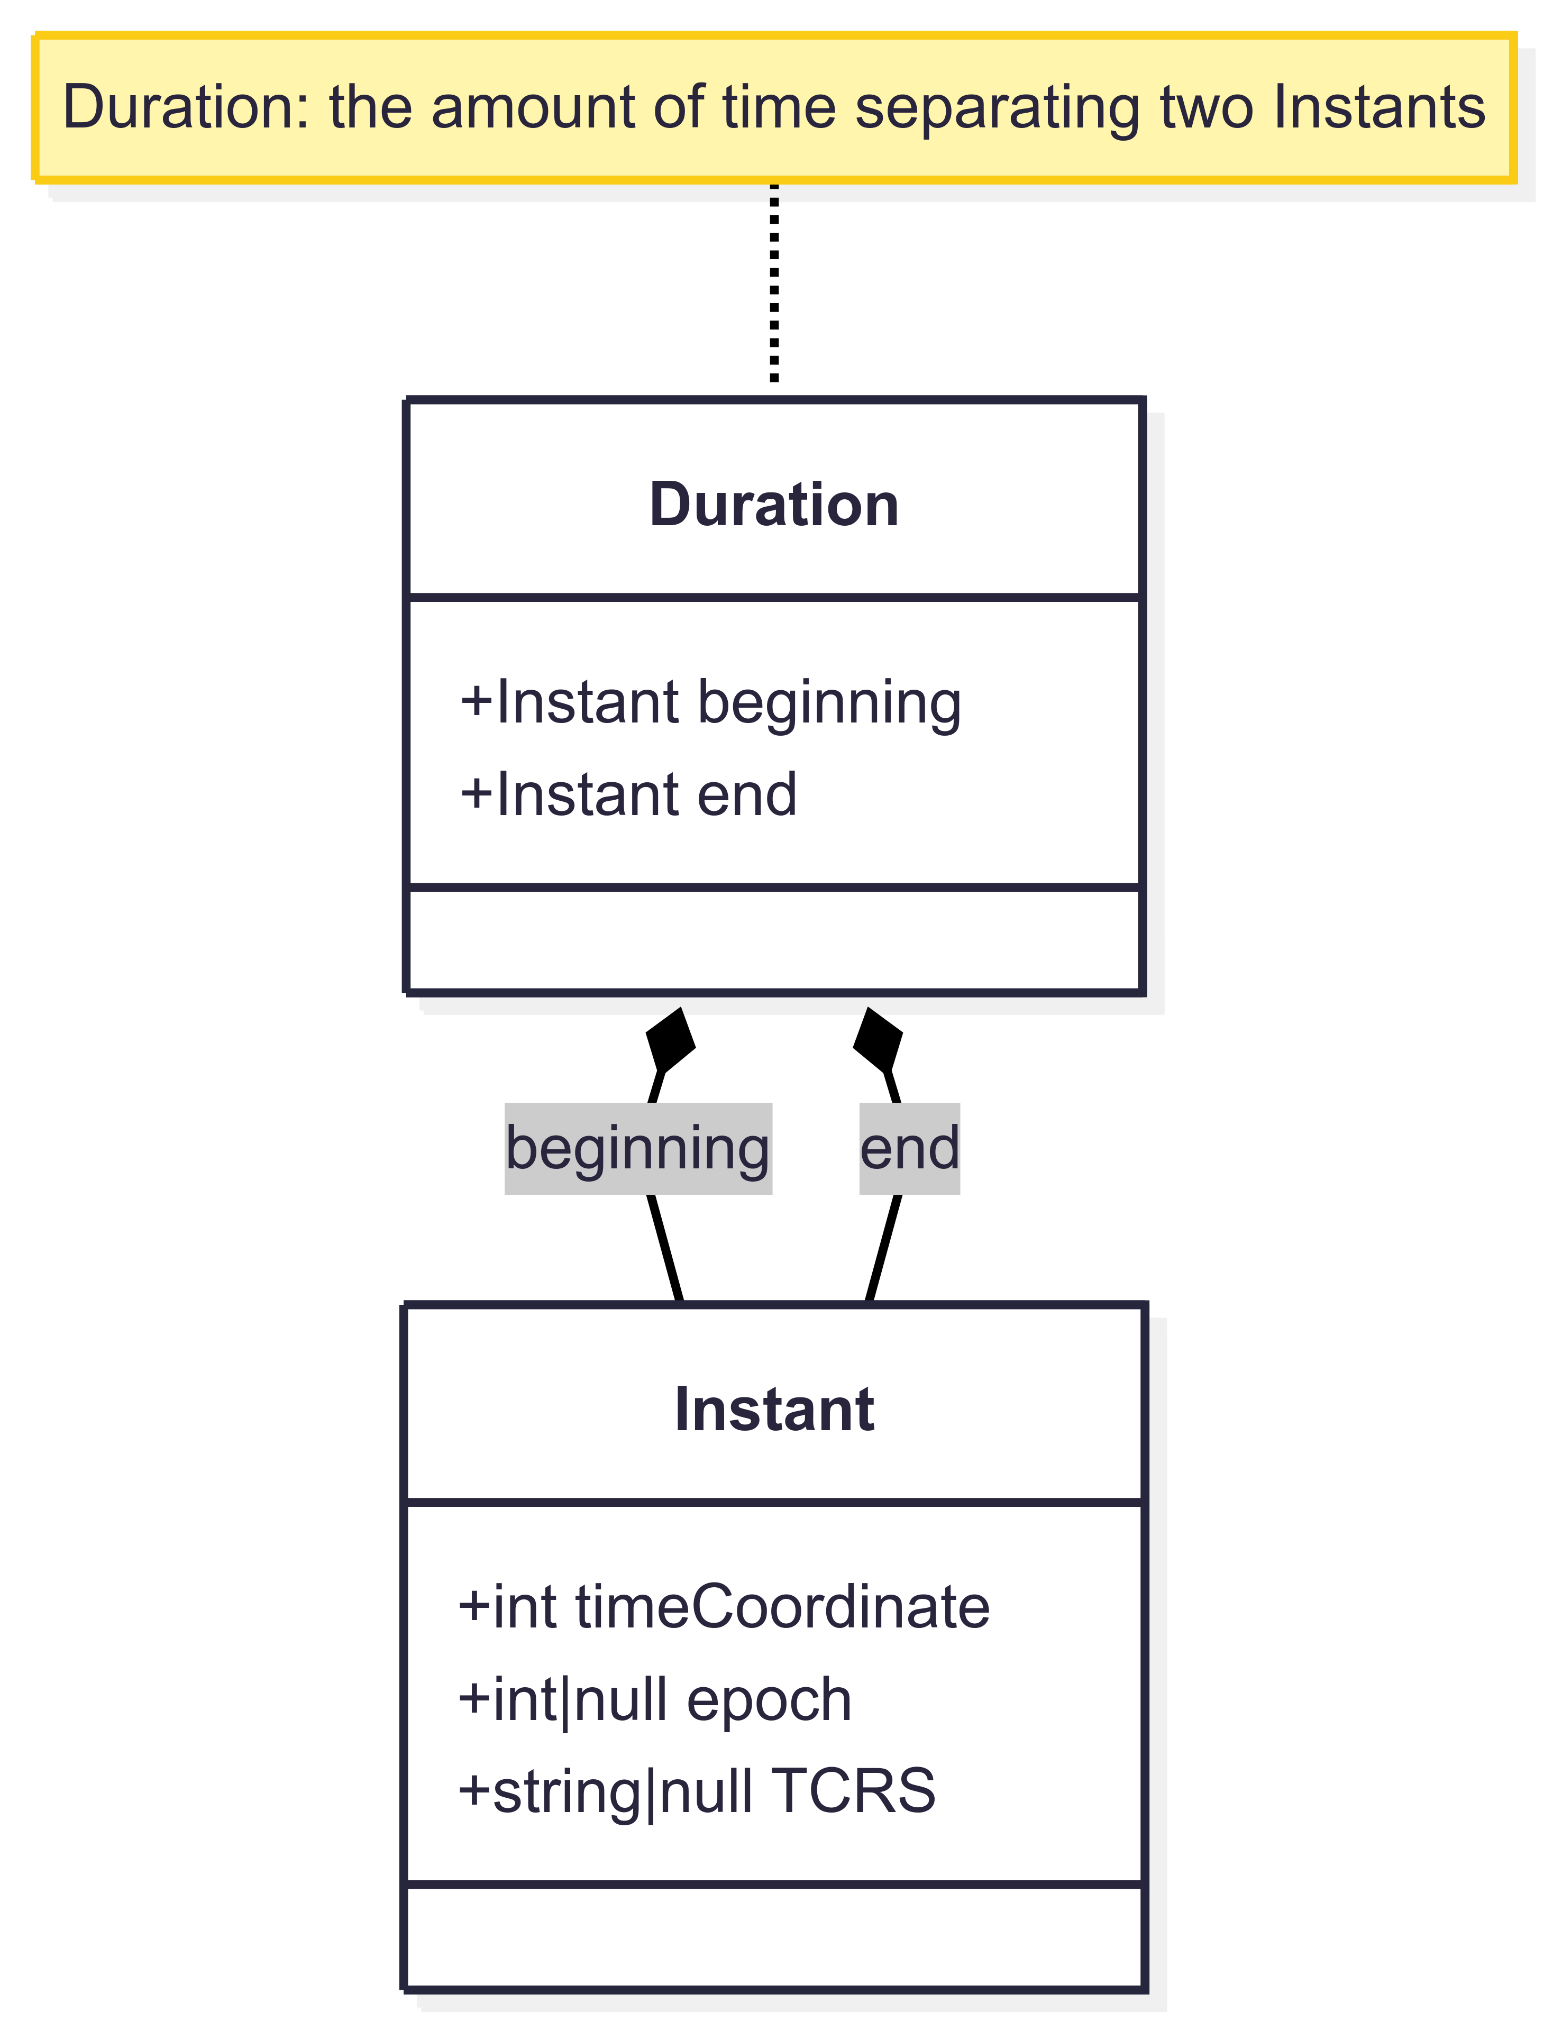 Duration: the amount of time separating two Instants
Duration
+Instant beginning
+Instant end
beginning
end
Instant
+int timeCoordinate
+int|null epoch
+string|null TCRS